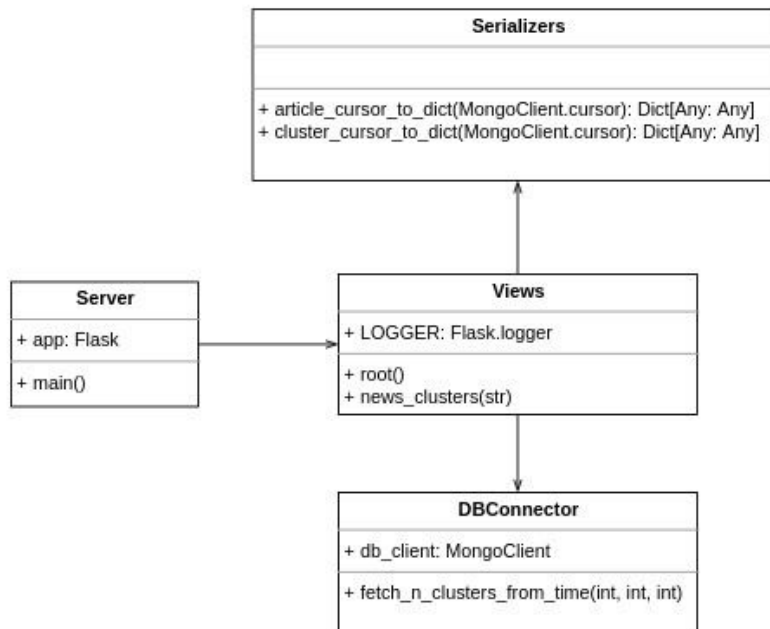 Serializers
+ article_cursor_to_dict(MongoClient.cursor): Dict[Any: Any]
+ cluster_cursor_to_dict(MongoClient.cursor): Dict[Any: Any]
Server
+ app: Flask
+ main()
Views
+ LOGGER: Flask.logger
+ root()
+ news_clusters(str)
DBConnector
+ db_client: MongoClient
+ fetch_n_clusters_from_time(int, int, int)